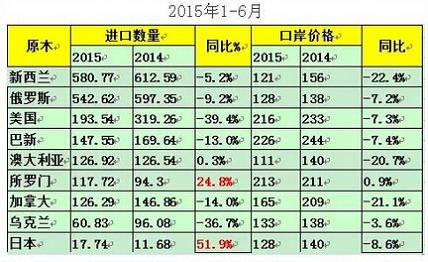 2015年1-6月
原木 进口数量 同比% 口岸价格 同比
2015 2014 2015 2014
新西兰 580.77 612.59 -5.2% 121 156 -22.4%
俄罗斯 542.62 597.35 -9.2% 128 138 -7.2%
美国 193.54 319.26 -39.4% 216 233 -7.3%
巴新 147.55 169.64 -13.0% 226 244 -7.4%
澳大利亚 126.92 126.54 0.3% 111 140 -20.7%
所罗门 117.72 94.3 24.8% 213 211 0.9%
加拿大 126.29 146.86 -14.0% 165 209 -21.1%
乌克兰 60.83 96.08 -36.7% 133 138 -3.6%
日本 17.74 11.68 51.9% 128 140 -8.6%